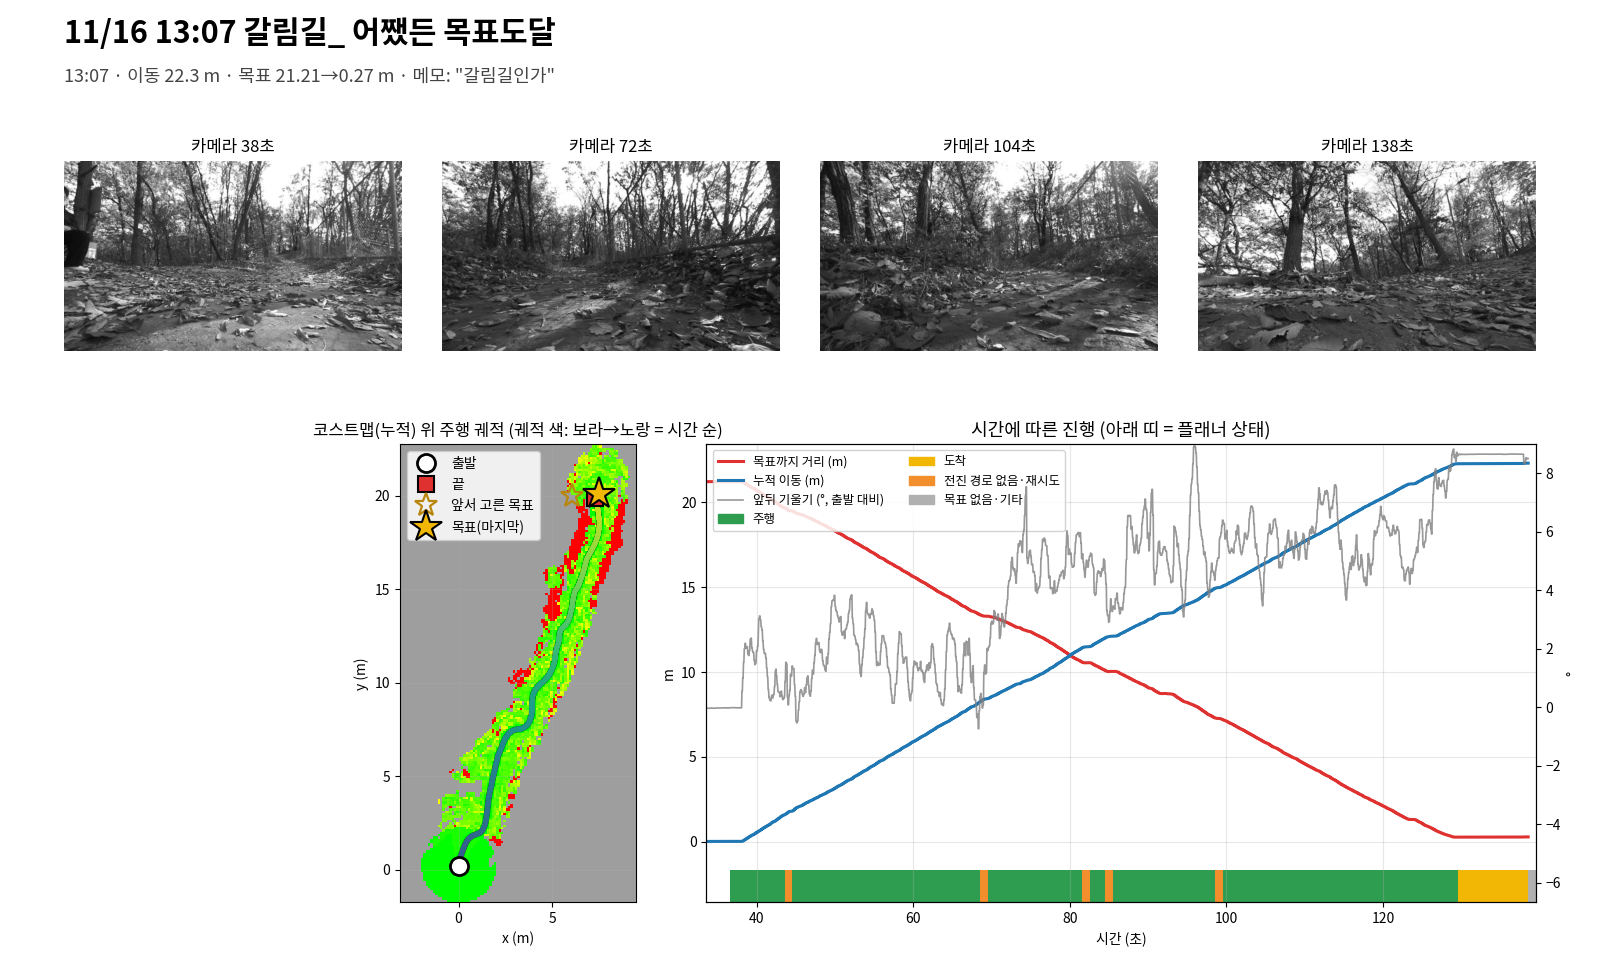 11/16 13:07 갈림길_ 어쨌든 목표도달
13:07 · 이동 22.3 m · 목표 21.21→0.27 m · 메모: "갈림길인가"
카메라 38초
카메라 72초
카메라 104초
카메라 138초
코스트맵(누적) 위 주행 궤적 (궤적 색: 보라→노랑 = 시간 순)
출발
끝
앞서 고른 목표
목표(마지막)
20
15
10
5
0
y (m)
0
5
x (m)
시간에 따른 진행 (아래 띠 = 플래너 상태)
목표까지 거리 (m)
누적 이동 (m)
앞뒤 기울기 (°, 출발 대비)
주행
도착
전진 경로 없음·재시도
목표 없음·기타
20
15
10
5
0
m
8
6
4
2
0
−2
−4
−6
°
40
60
80
100
120
시간 (초)